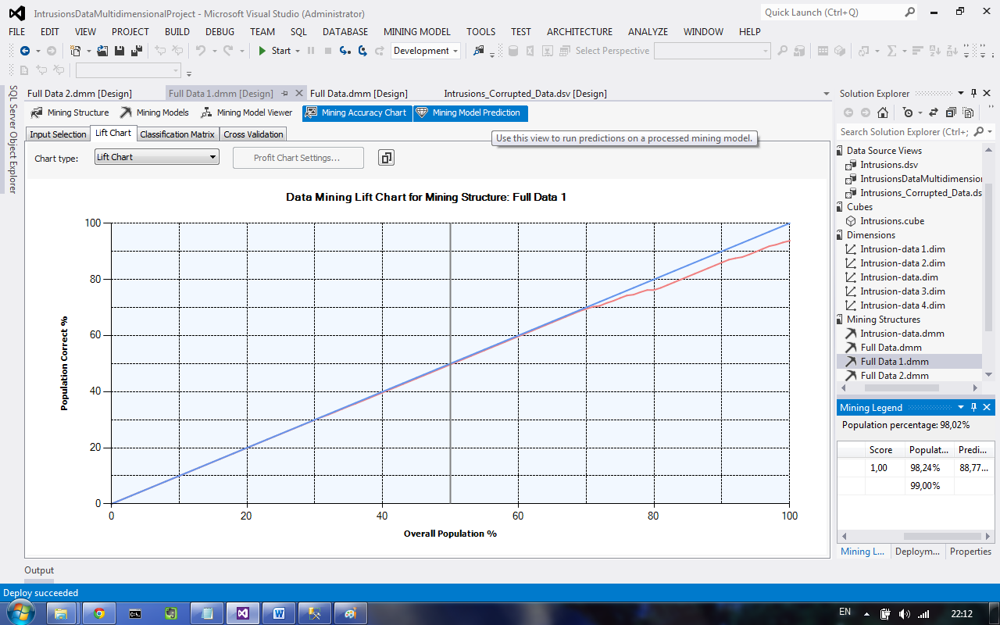 IntrusionsDataMultidimensionalProject - Microsoft Visual Studio (Administrator)
Quick Launch (Ctrl+Q)
FILE EDIT VIEW PROJECT BUILD DEBUG TEAM SQL DATABASE MINING MODEL TOOLS TEST ARCHITECTURE ANALYZE WINDOW HELP
Start Development Select Perspective
SQL Server Object Explorer
Full Data 2.dmm [Design] Full Data 1.dmm [Design] Full Data.dmm [Design] Intrusions_Corrupted_Data.dsv [Design]
Mining Structure Mining Models Mining Model Viewer Mining Accuracy Chart Mining Model Prediction
Input Selection Lift Chart Classification Matrix Cross Validation
Use this view to run predictions on a processed mining model.
Chart type: Lift Chart Profit Chart Settings...
Data Mining Lift Chart for Mining Structure: Full Data 1
Population Correct %
100
80
60
40
20
0
0 20 40 60 80 100
Overall Population %
Solution Explorer
Search Solution Explorer (Ctrl+;
Data Source Views
Intrusions.dsv
IntrusionsDataMultidimension
Intrusions_Corrupted_Data.ds
Cubes
Intrusions.cube
Dimensions
Intrusion-data 1.dim
Intrusion-data 2.dim
Intrusion-data.dim
Intrusion-data 3.dim
Intrusion-data 4.dim
Mining Structures
Intrusion-data.dmm
Full Data.dmm
Full Data 1.dmm
Full Data 2.dmm
Mining Legend
Population percentage: 98,02%
Score Populat... Predi...
1,00 98,24% 88,77...
99,00%
Mining L... Deploym... Properties
Output
Deploy succeeded
EN 22:12